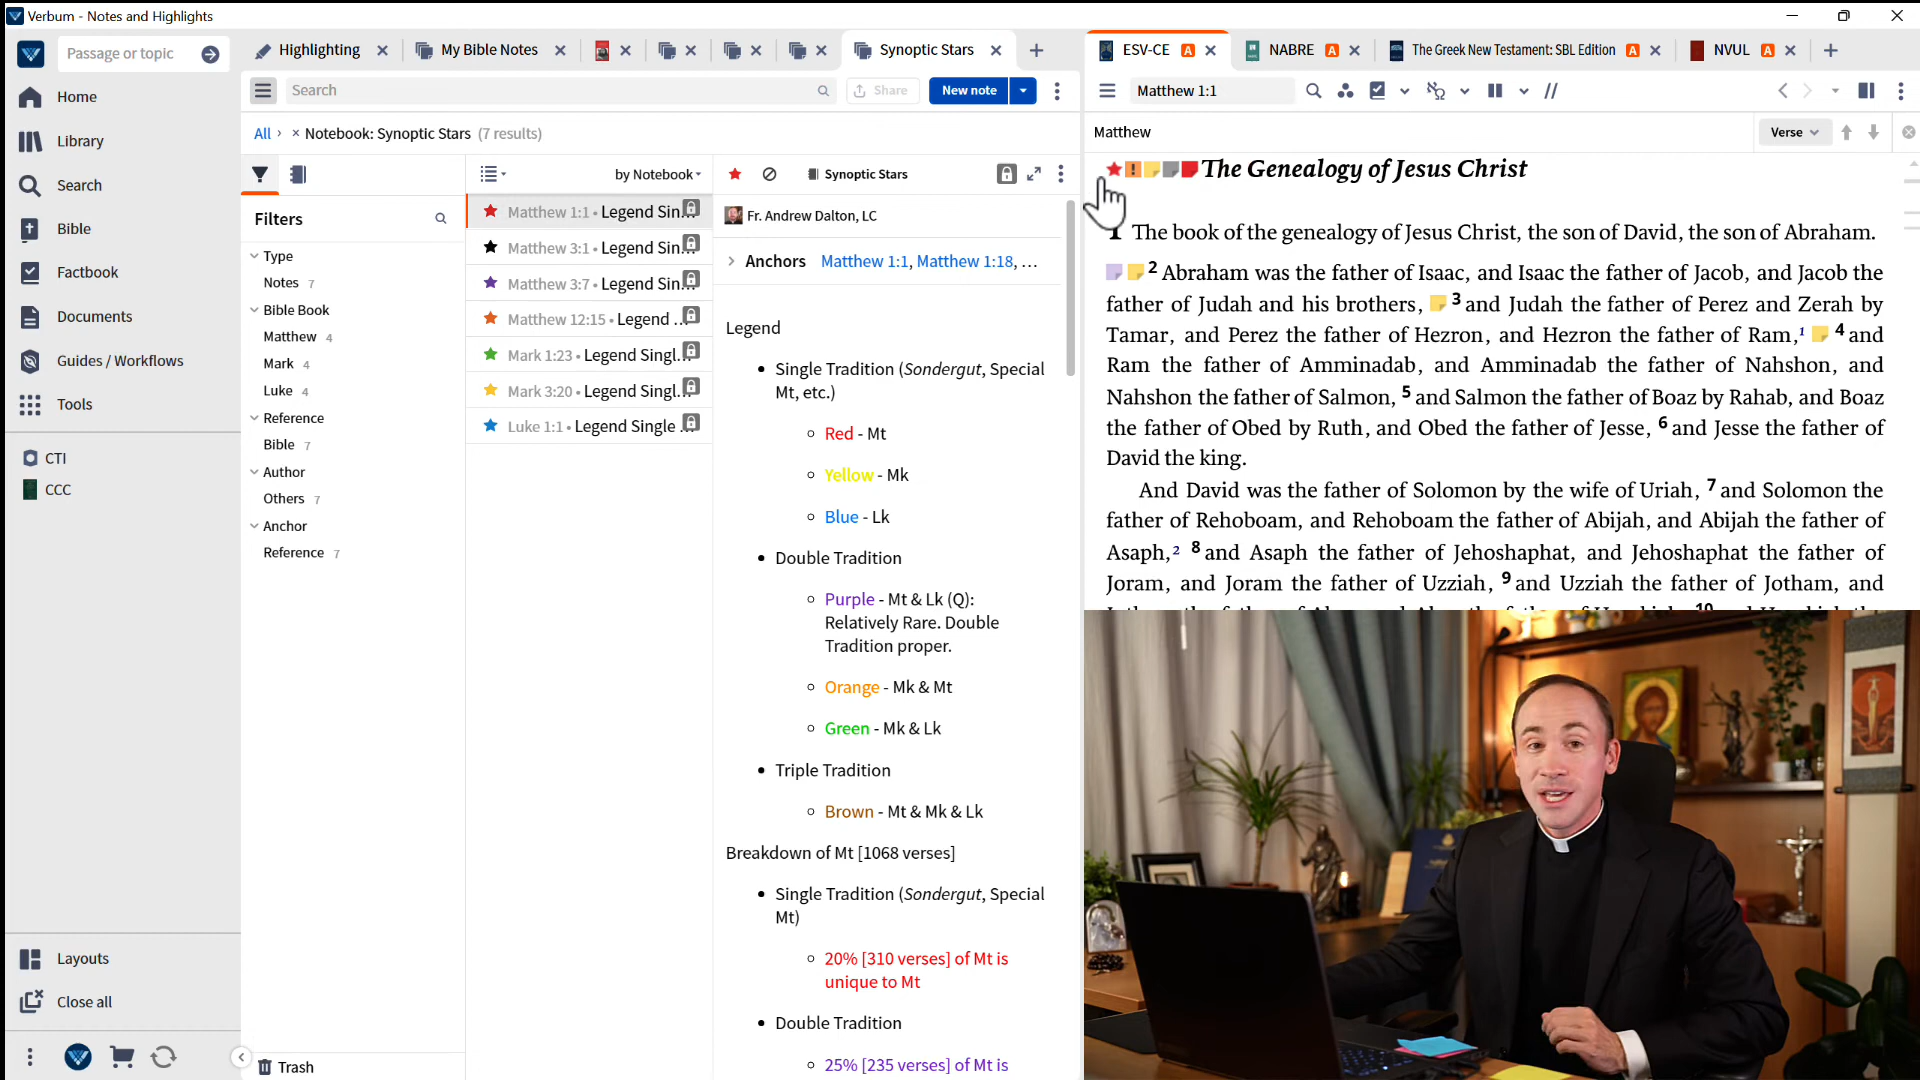 Verbum - Notes and Highlights
Passage or topic
Highlighting
My Bible Notes
Synoptic Stars
ESV-CE A
NABRE A
The Greek New Testament: SBL Edition A
NVUL A
Home
Library
Search
Bible
Factbook
Documents
Guides / Workflows
Tools
CTI
CCC
Layouts
Close all
Search
Share
New note
All › × Notebook: Synoptic Stars (7 results)
Filters
Type
Notes 7
Bible Book
Matthew 4
Mark 4
Luke 4
Reference
Bible 7
Author
Others 7
Anchor
Reference 7
Trash
by Notebook
Matthew 1:1 • Legend Sin...
Matthew 3:1 • Legend Sin...
Matthew 3:7 • Legend Sin...
Matthew 12:15 • Legend ...
Mark 1:23 • Legend Singl...
Mark 3:20 • Legend Singl...
Luke 1:1 • Legend Single ...
Synoptic Stars
Fr. Andrew Dalton, LC
Anchors Matthew 1:1, Matthew 1:18, ...
Legend
• Single Tradition (Sondergut, Special
Mt, etc.)
○ Red - Mt
○ Yellow - Mk
○ Blue - Lk
• Double Tradition
○ Purple - Mt & Lk (Q):
Relatively Rare. Double
Tradition proper.
○ Orange - Mk & Mt
○ Green - Mk & Lk
• Triple Tradition
○ Brown - Mt & Mk & Lk
Breakdown of Mt [1068 verses]
• Single Tradition (Sondergut, Special
Mt)
○ 20% [310 verses] of Mt is
unique to Mt
• Double Tradition
○ 25% [235 verses] of Mt is
Matthew 1:1
Matthew
Verse
The Genealogy of Jesus Christ
1 The book of the genealogy of Jesus Christ, the son of David, the son of Abraham.
2 Abraham was the father of Isaac, and Isaac the father of Jacob, and Jacob the
father of Judah and his brothers, 3 and Judah the father of Perez and Zerah by
Tamar, and Perez the father of Hezron, and Hezron the father of Ram,1 4 and
Ram the father of Amminadab, and Amminadab the father of Nahshon, and
Nahshon the father of Salmon, 5 and Salmon the father of Boaz by Rahab, and Boaz
the father of Obed by Ruth, and Obed the father of Jesse, 6 and Jesse the father of
David the king.
And David was the father of Solomon by the wife of Uriah, 7 and Solomon the
father of Rehoboam, and Rehoboam the father of Abijah, and Abijah the father of
Asaph,2 8 and Asaph the father of Jehoshaphat, and Jehoshaphat the father of
Joram, and Joram the father of Uzziah, 9 and Uzziah the father of Jotham, and